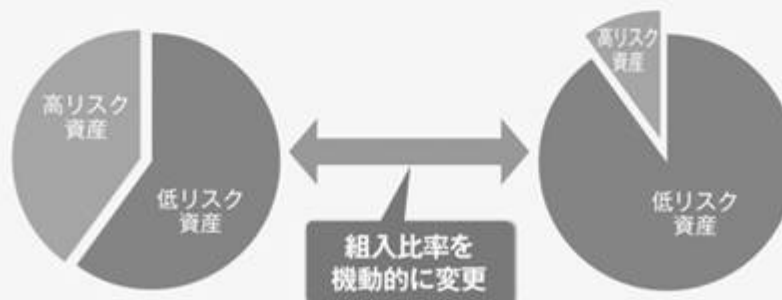 高リスク
資産
低リスク
資産
組入比率を
機動的に変更
高リスク
資産
低リスク
資産